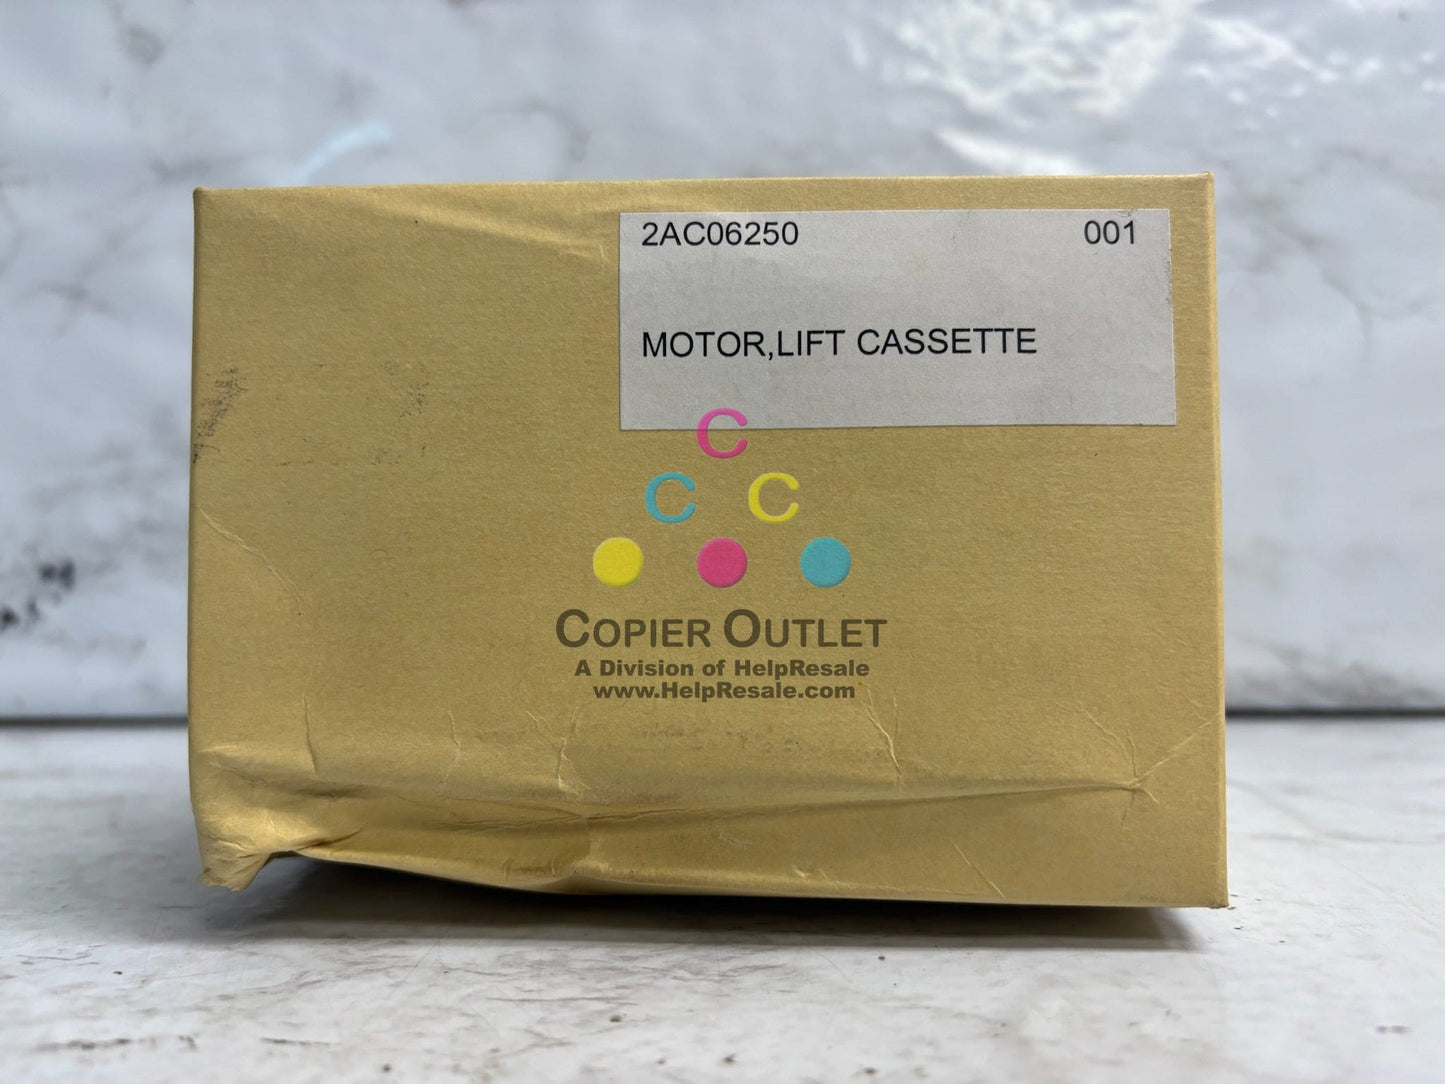 2AC06250 001
MOTOR,LIFT CASSETTE
C
C C
COPIER OUTLET
A Division of HelpResale
www.HelpResale.com